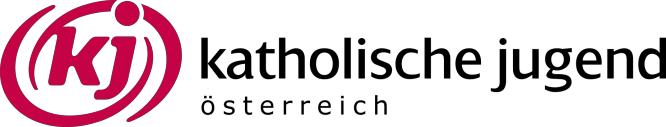 kj
katholische jugend
österreich